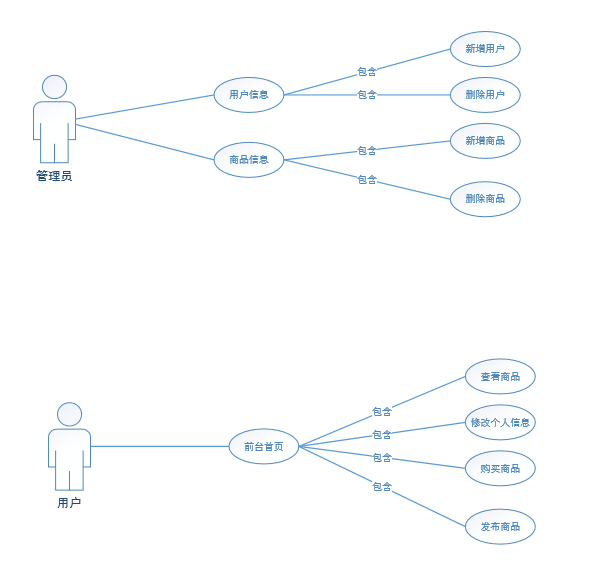 新增用户
包含
用户信息
包含
删除用户
新增商品
包含
商品信息
管理员
包含
删除商品
查看商品
包含
修改个人信息
包含
前台首页
包含
购买商品
包含
用户
发布商品